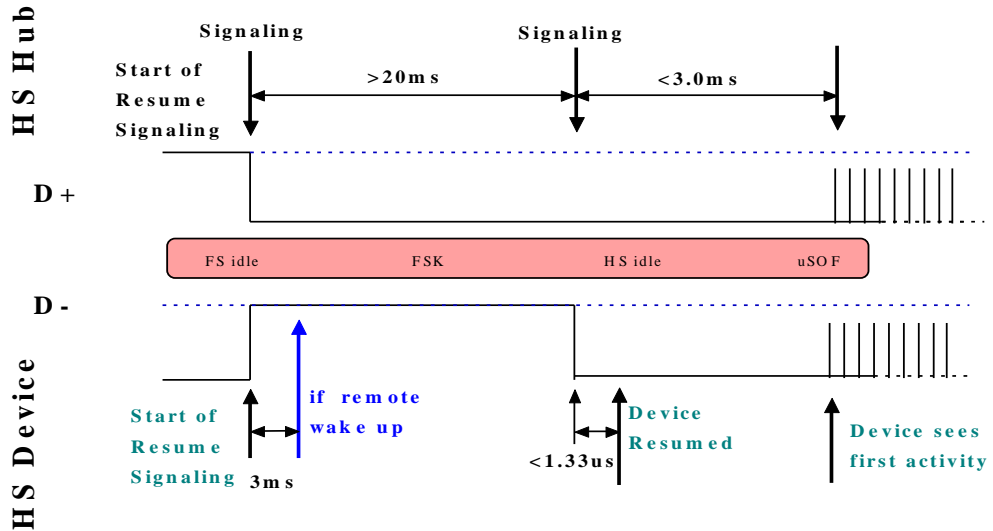 HS Hub
Signaling
Signaling
Start of
Resume
Signaling
>20ms
<3.0ms
D+
FS idle
FSK
HS idle
uSOF
D-
HS Device
if remote
wake up
Start of
Resume
Signaling
3ms
<1.33us
Device
Resumed
Device sees
first activity